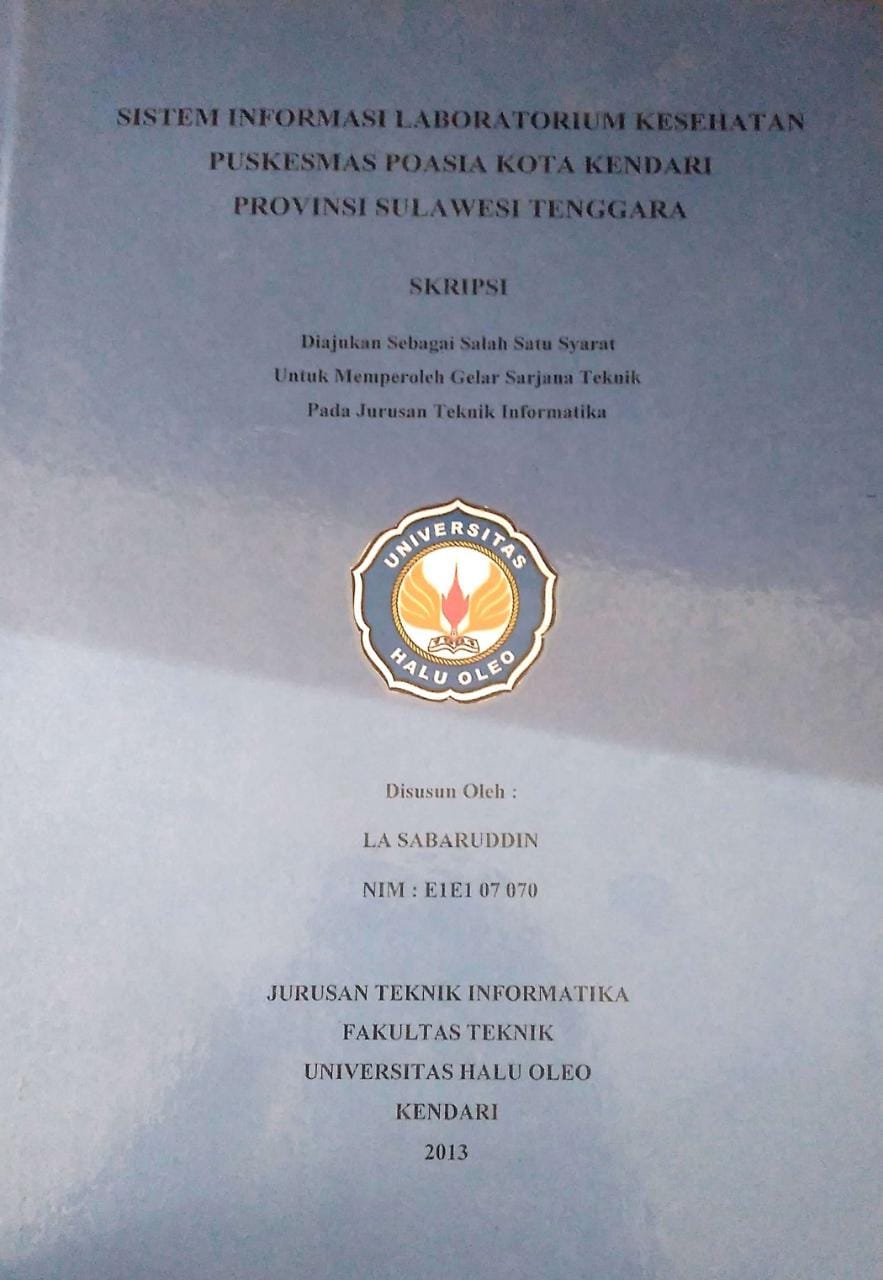 SISTEM INFORMASI LABORATORIUM KESEHATAN
PUSKESMAS POASIA KOTA KENDARI
PROVINSI SULAWESI TENGGARA
SKRIPSI
Diajukan Sebagai Salah Satu Syarat
Untuk Memperoleh Gelar Sarjana Teknik
Pada Jurusan Teknik Informatika
UNIVERSITAS
HALU OLEO
Disusun Oleh :
LA SABARUDDIN
NIM : E1E1 07 070
JURUSAN TEKNIK INFORMATIKA
FAKULTAS TEKNIK
UNIVERSITAS HALU OLEO
KENDARI
2013